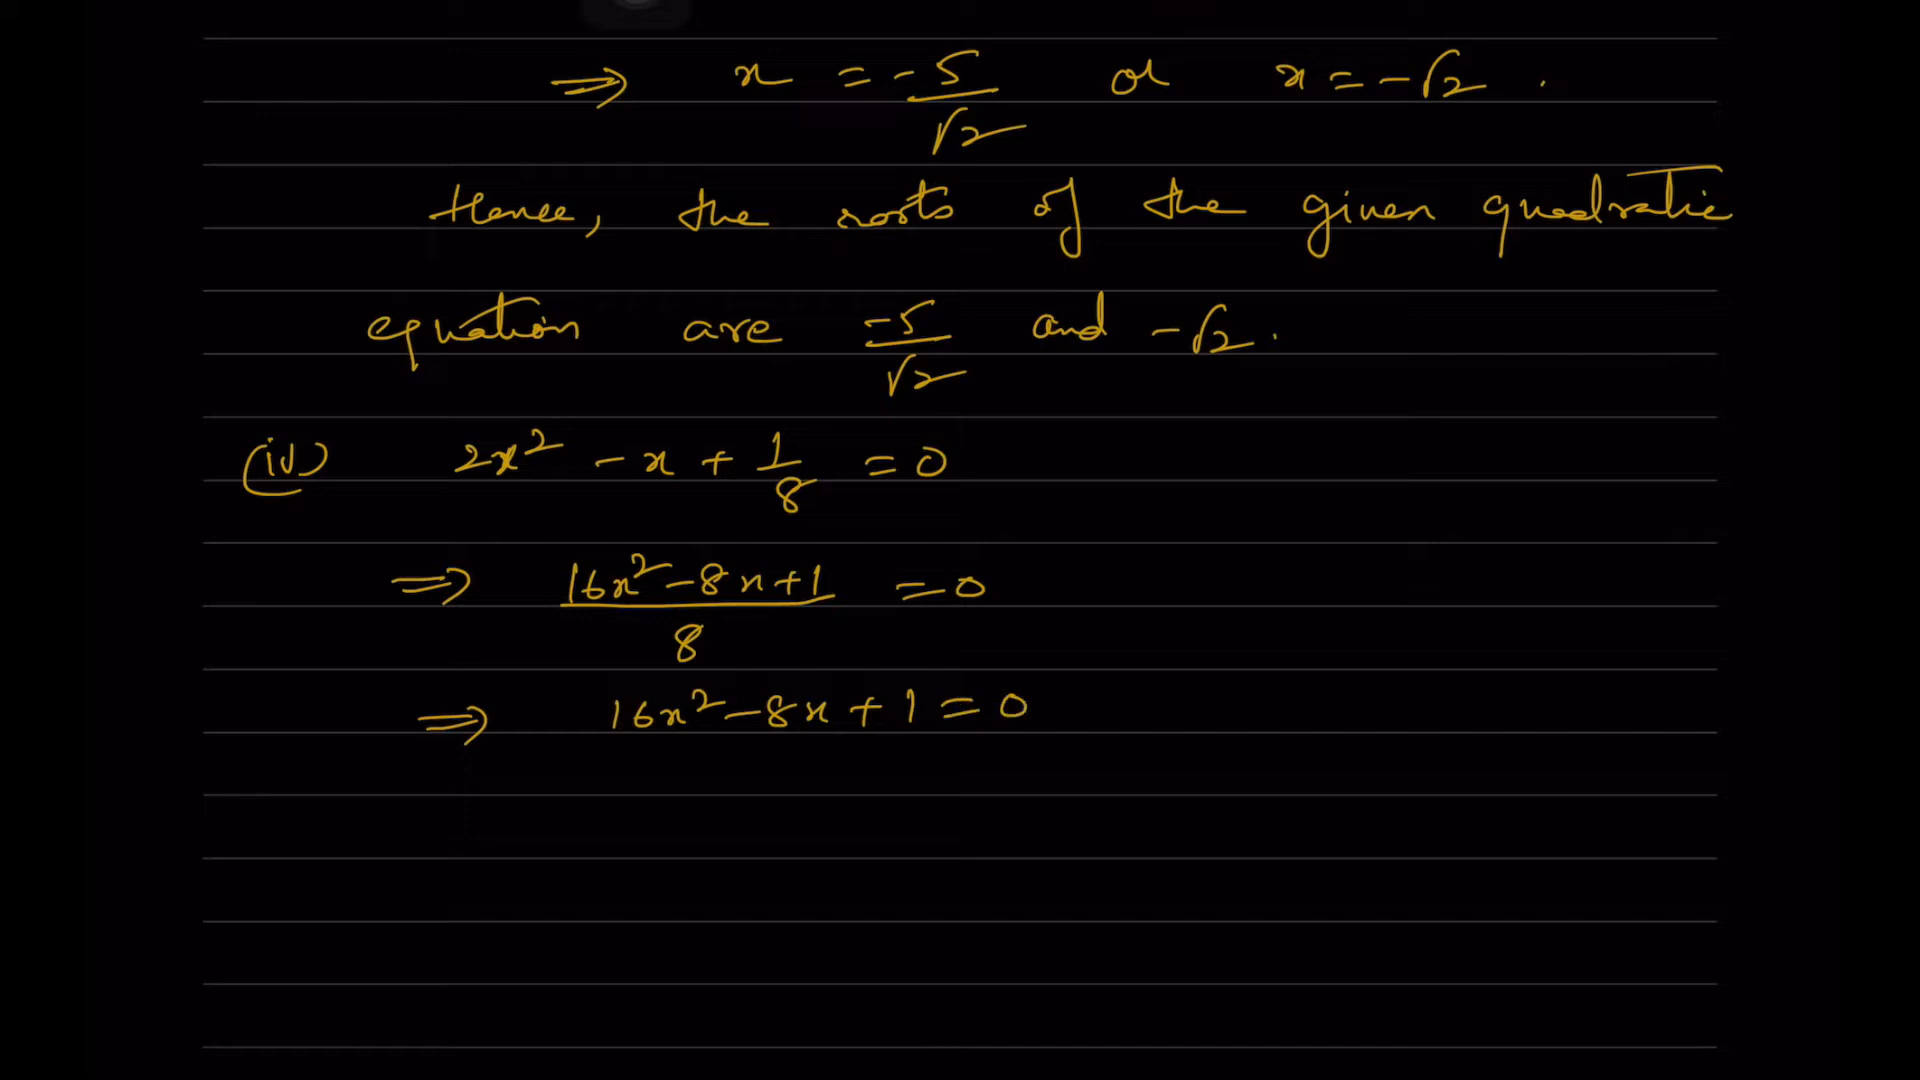 ⇒ x = -5/√2 or x = -√2.
Hence, the roots of the given quadratic
equation are -5/√2 and -√2.
(iv) 2x² - x + 1/8 = 0
⇒ (16x² - 8x + 1)/8 = 0
⇒ 16x² - 8x + 1 = 0